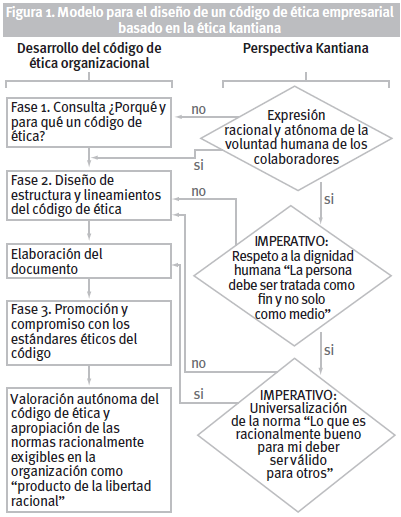 Figura 1. Modelo para el diseño de un código de ética empresarial
basado en la ética kantiana
Desarrollo del código de
ética organizacional
Perspectiva Kantiana
Fase 1. Consulta ¿Porqué y
para qué un código de
ética?
no
Expresión
racional y atónoma de la
voluntad humana de los
colaboradores
si
Fase 2. Diseño de
estructura y lineamientos
del código de ética
no
si
IMPERATIVO:
Respeto a la dignidad
humana “La persona
debe ser tratada como
fin y no solo
como medio”
Elaboración del
documento
Fase 3. Promoción y
compromiso con los
estándares éticos del
código
si
no
si
IMPERATIVO:
Universalización
de la norma “Lo que es
racionalmente bueno
para mi deber
ser válido
para otros”
Valoración autónoma del
código de ética y
apropiación de las
normas racionalmente
exigibles en la
organización como
“producto de la libertad
racional”